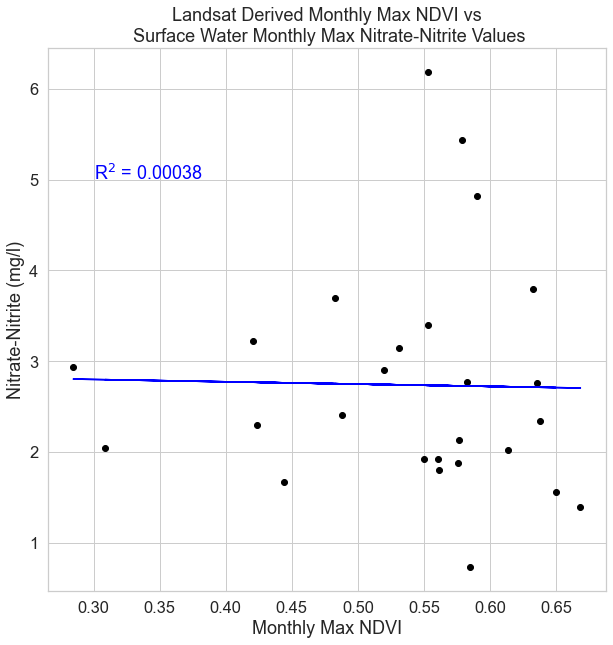 Landsat Derived Monthly Max NDVI vs
Surface Water Monthly Max Nitrate-Nitrite Values
6
R² = 0.00038
5
4
Nitrate-Nitrite (mg/l)
3
2
1
0.30 0.35 0.40 0.45 0.50 0.55 0.60 0.65
Monthly Max NDVI